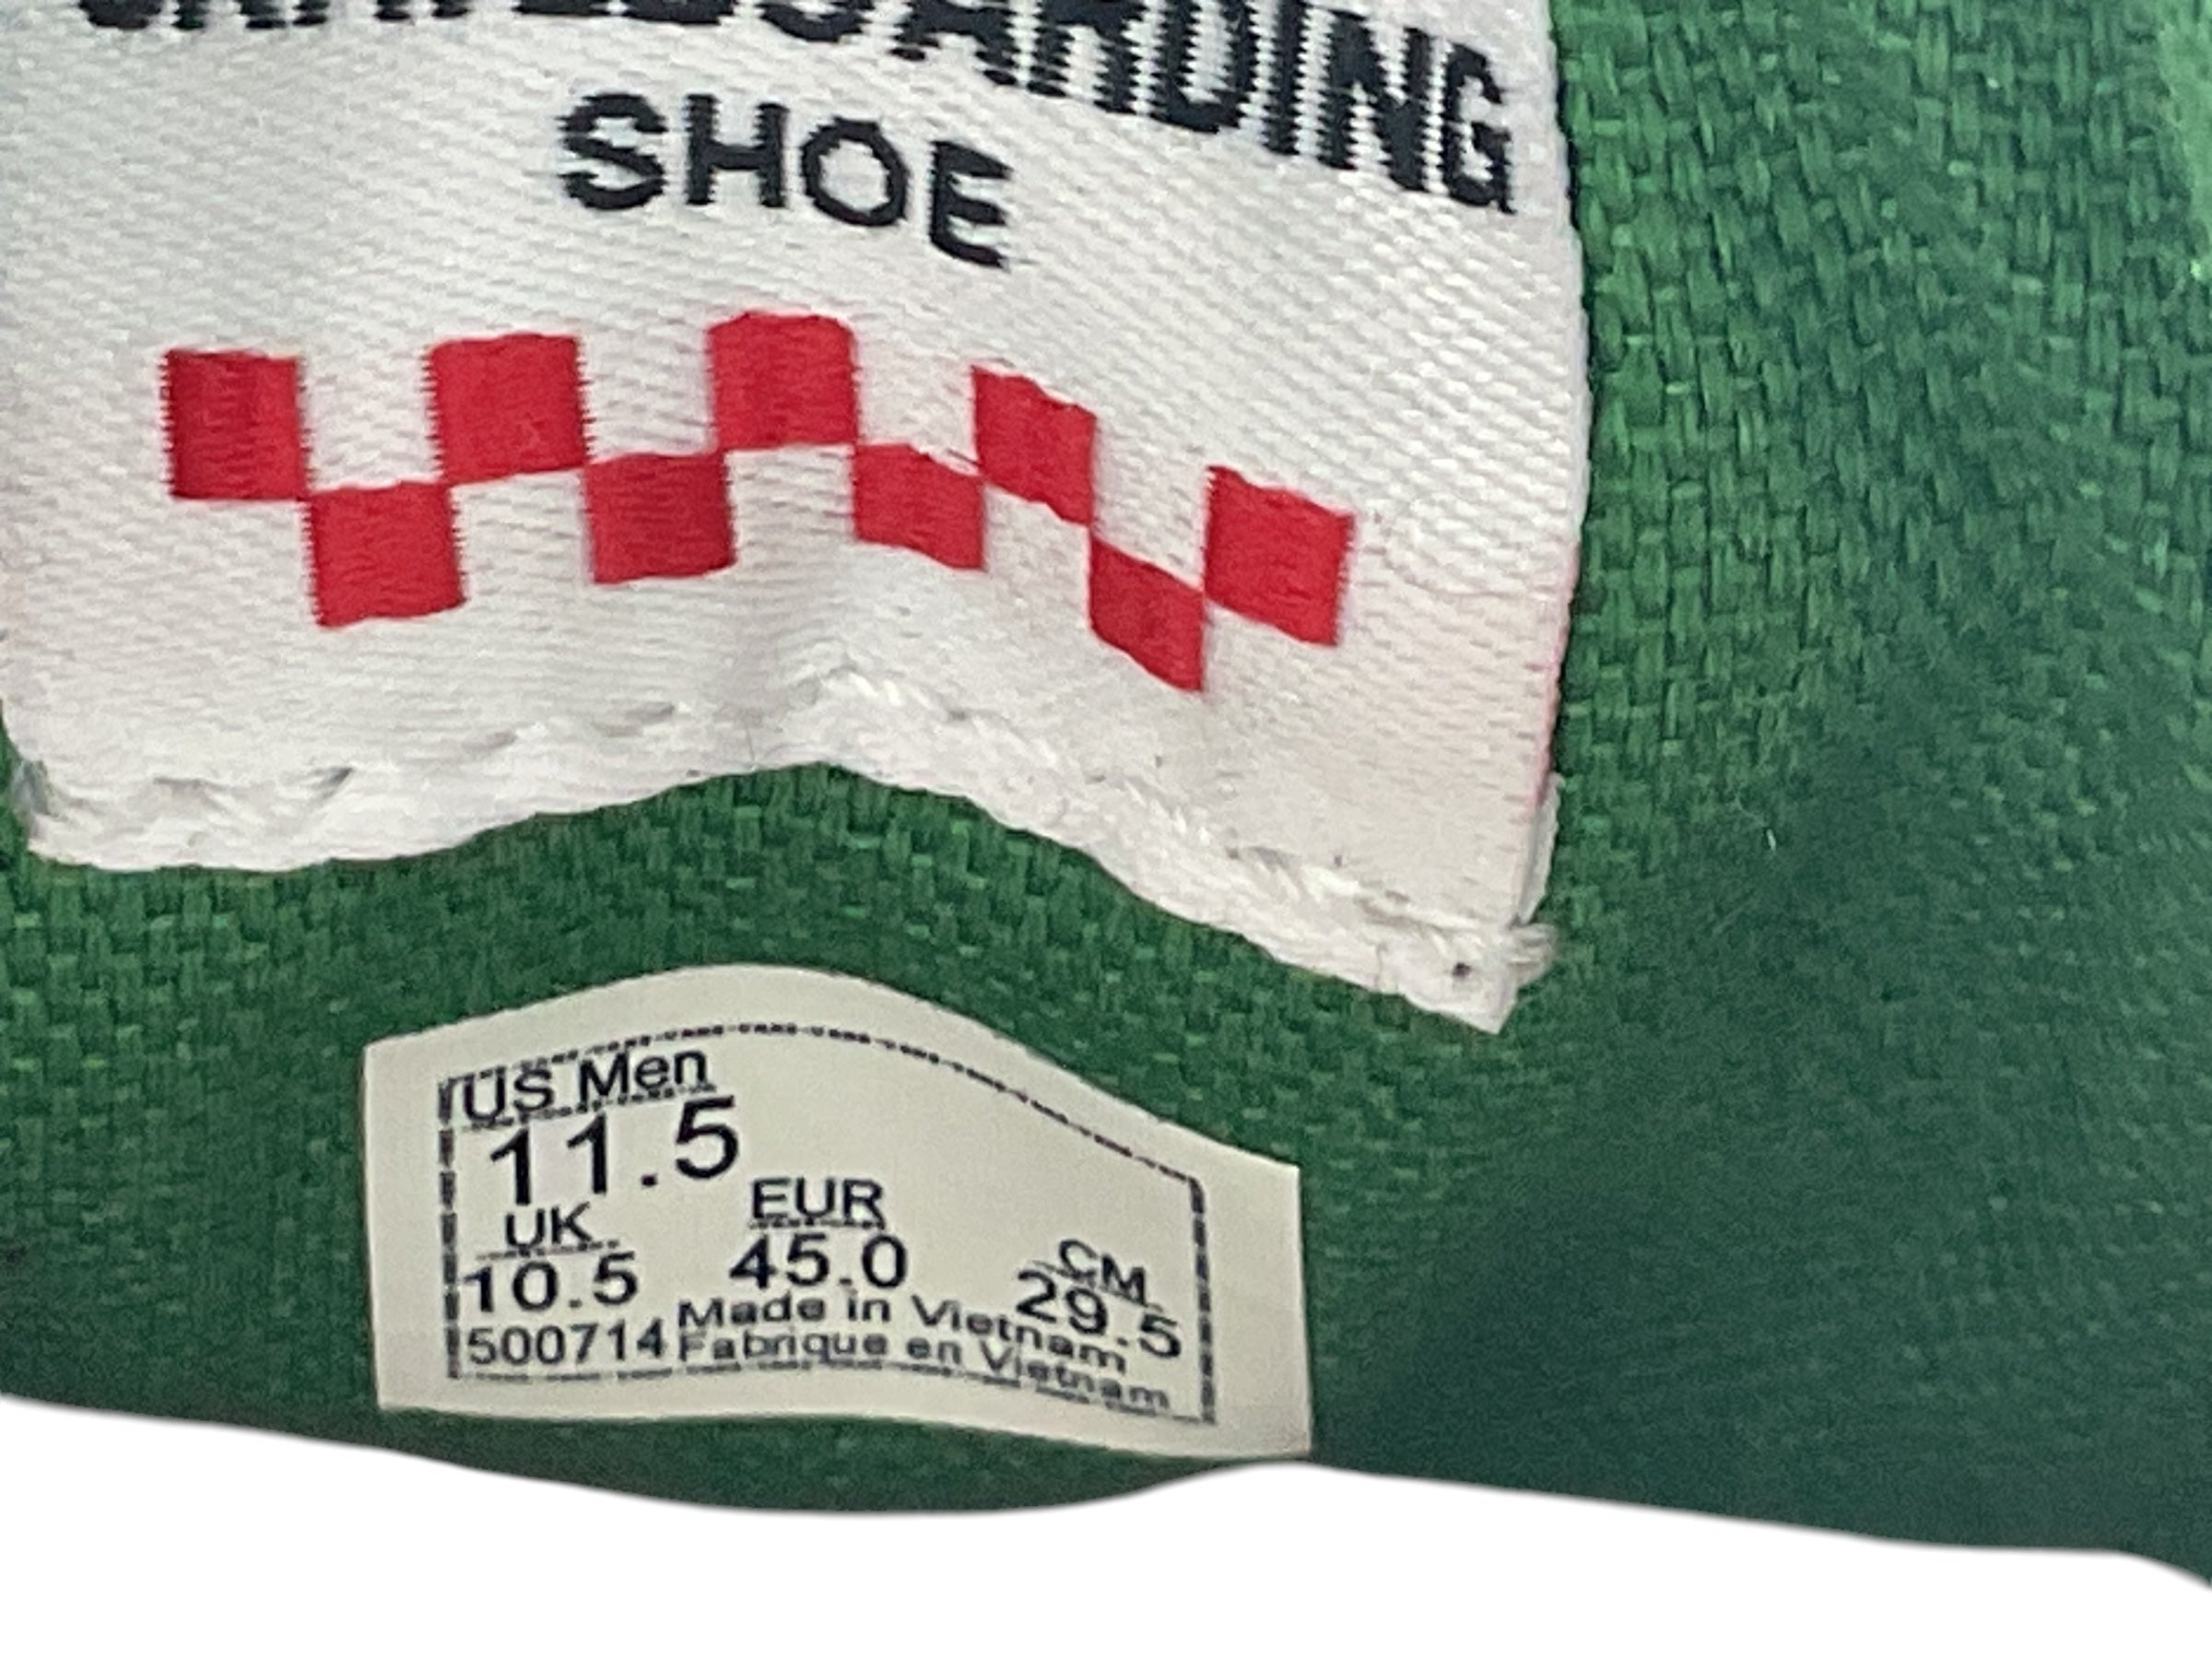 SKATEBOARDING
SHOE
US Men
11.5
UK EUR CM
10.5 45.0 29.5
500714 Made in Vietnam
Fabrique en Vietnam